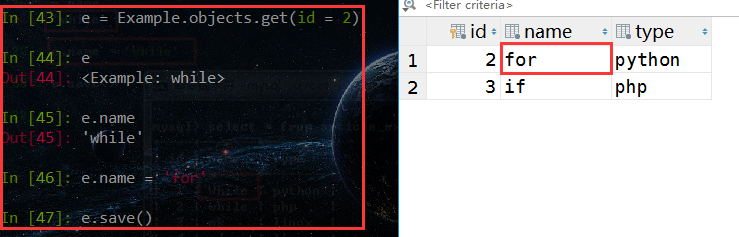 In [43]: e = Example.objects.get(id = 2)
In [44]: e
Out[44]: <Example: while>
In [45]: e.name
Out[45]: 'while'
In [46]: e.name = 'for'
In [47]: e.save()
<Filter criteria>
id name type
1 2 for python
2 3 if php